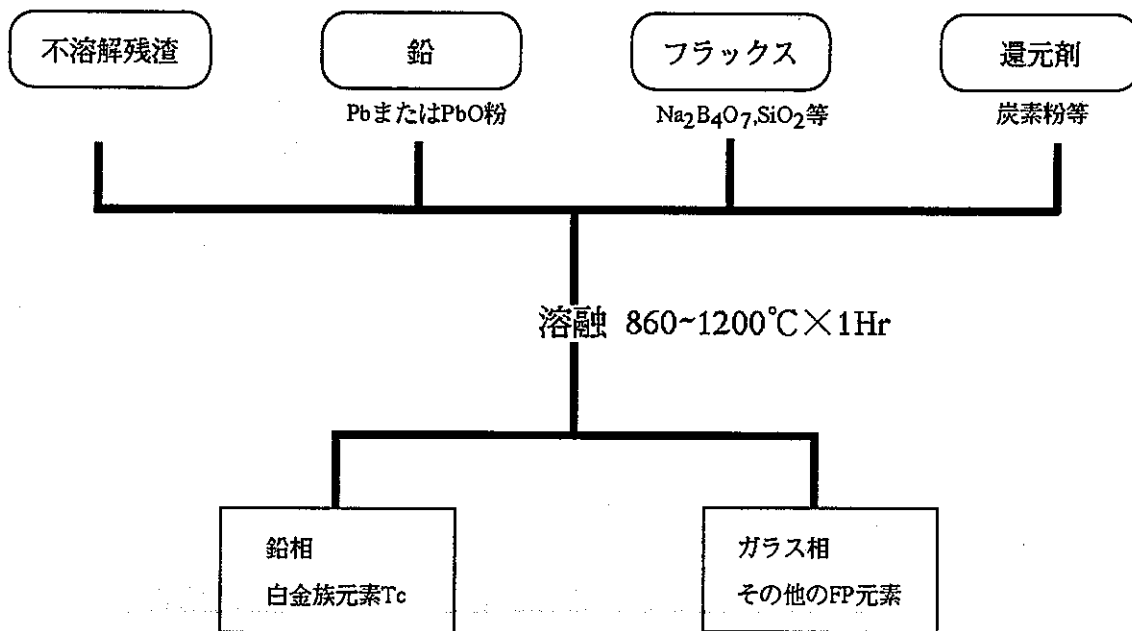 不溶解残渣
鉛
フラックス
還元剤
PbまたはPbO粉
Na2B4O7,SiO2等
炭素粉等
溶融 860~1200℃×1Hr
鉛相
白金族元素Tc
ガラス相
その他のFP元素